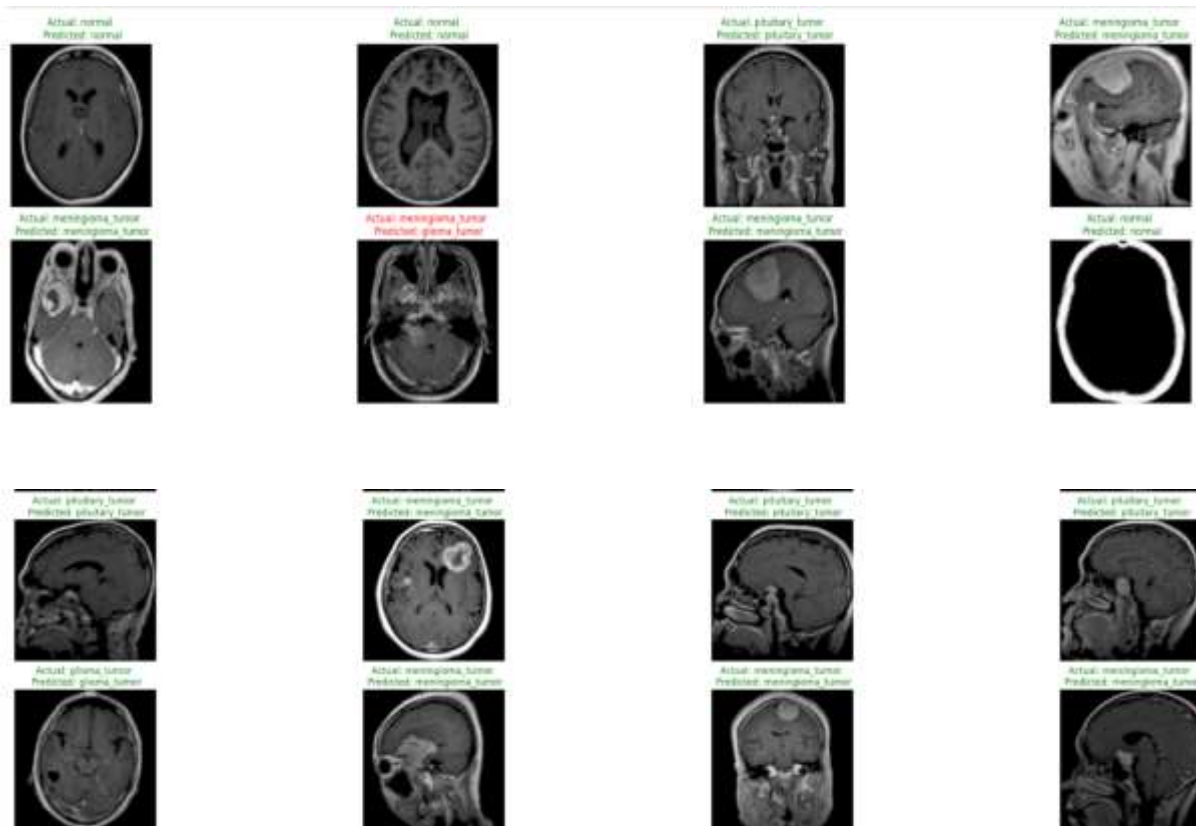 Actual: normal
Predicted: normal
Actual: normal
Predicted: normal
Actual: pituitary_tumor
Predicted: pituitary_tumor
Actual: meningioma_tumor
Predicted: meningioma_tumor
Actual: meningioma_tumor
Predicted: meningioma_tumor
Actual: meningioma_tumor
Predicted: glioma_tumor
Actual: meningioma_tumor
Predicted: meningioma_tumor
Actual: normal
Predicted: normal
Actual: pituitary_tumor
Predicted: pituitary_tumor
Actual: meningioma_tumor
Predicted: meningioma_tumor
Actual: pituitary_tumor
Predicted: pituitary_tumor
Actual: pituitary_tumor
Predicted: pituitary_tumor
Actual: glioma_tumor
Predicted: glioma_tumor
Actual: meningioma_tumor
Predicted: meningioma_tumor
Actual: meningioma_tumor
Predicted: meningioma_tumor
Actual: meningioma_tumor
Predicted: meningioma_tumor